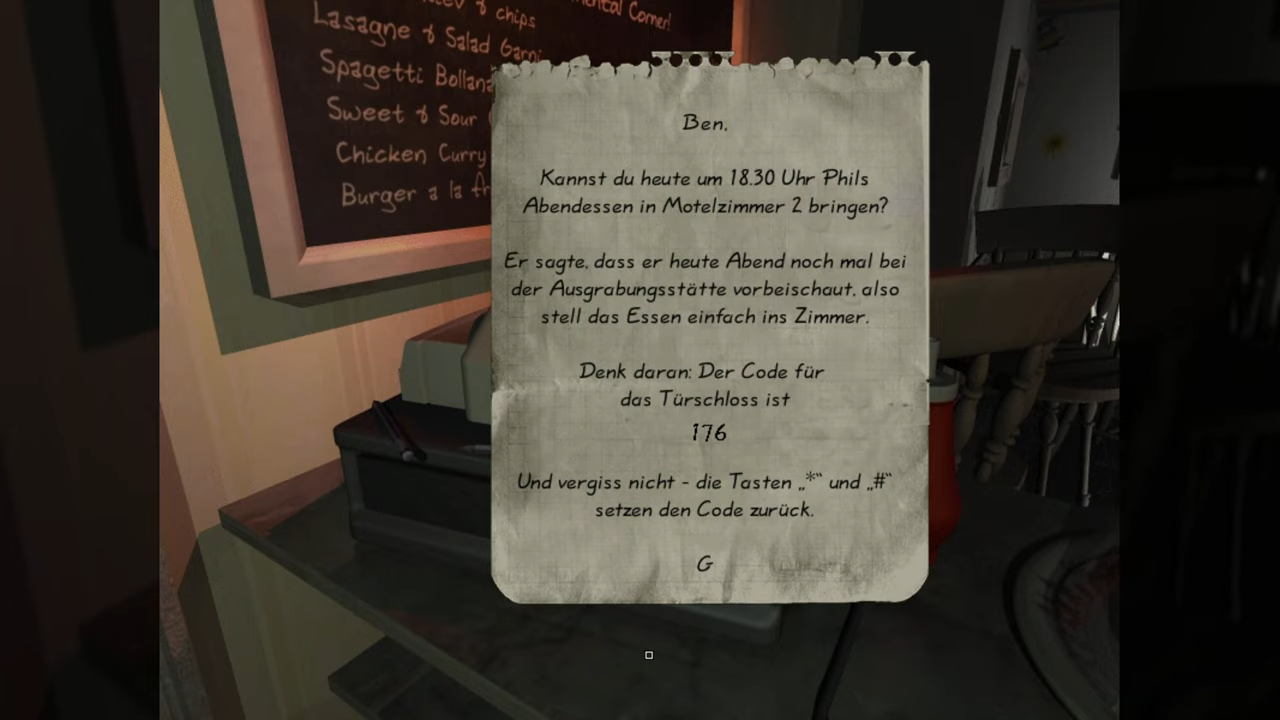 & chips
Corner!
Lasagne & Salad Garni
Spagetti
Sweet & Sour
Chicken Curry
Burger a la
Ben,
Kannst du heute um 18.30 Uhr Phils
Abendessen in Motelzimmer 2 bringen?
Er sagte, dass er heute Abend noch mal bei
der Ausgrabungsstätte vorbeischaut, also
stell das Essen einfach ins Zimmer.
Denk daran: Der Code für
das Türschloss ist
176
Und vergiss nicht - die Tasten „*“ und „#“
setzen den Code zurück.
G